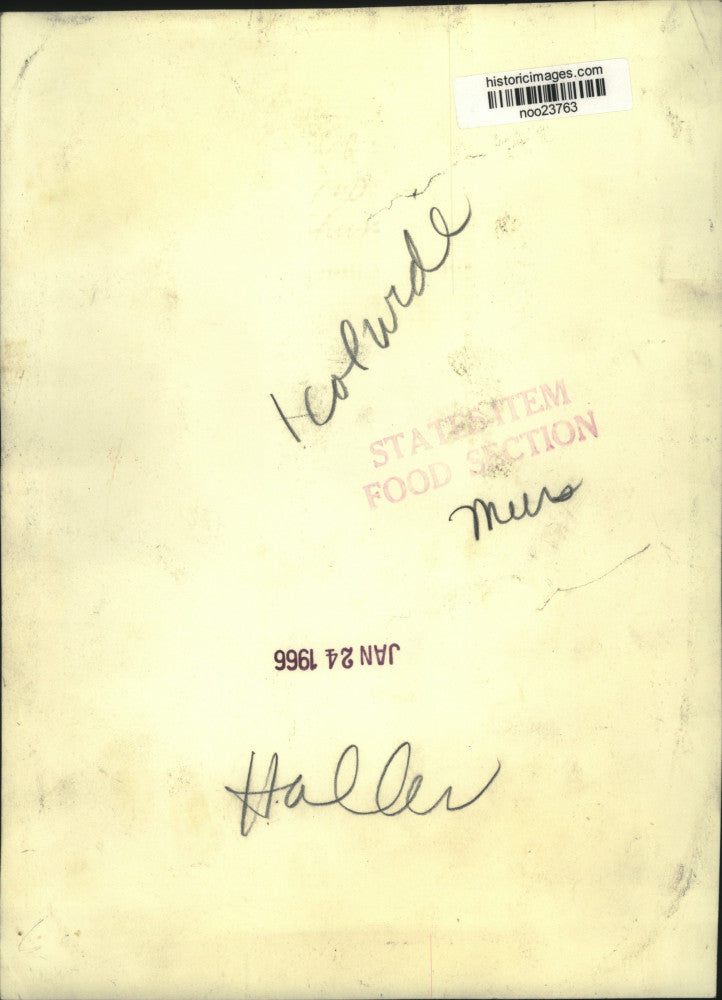 historicimages.com
noo23763
STATES-ITEM
FOOD SECTION
JAN 24 1966
Haller